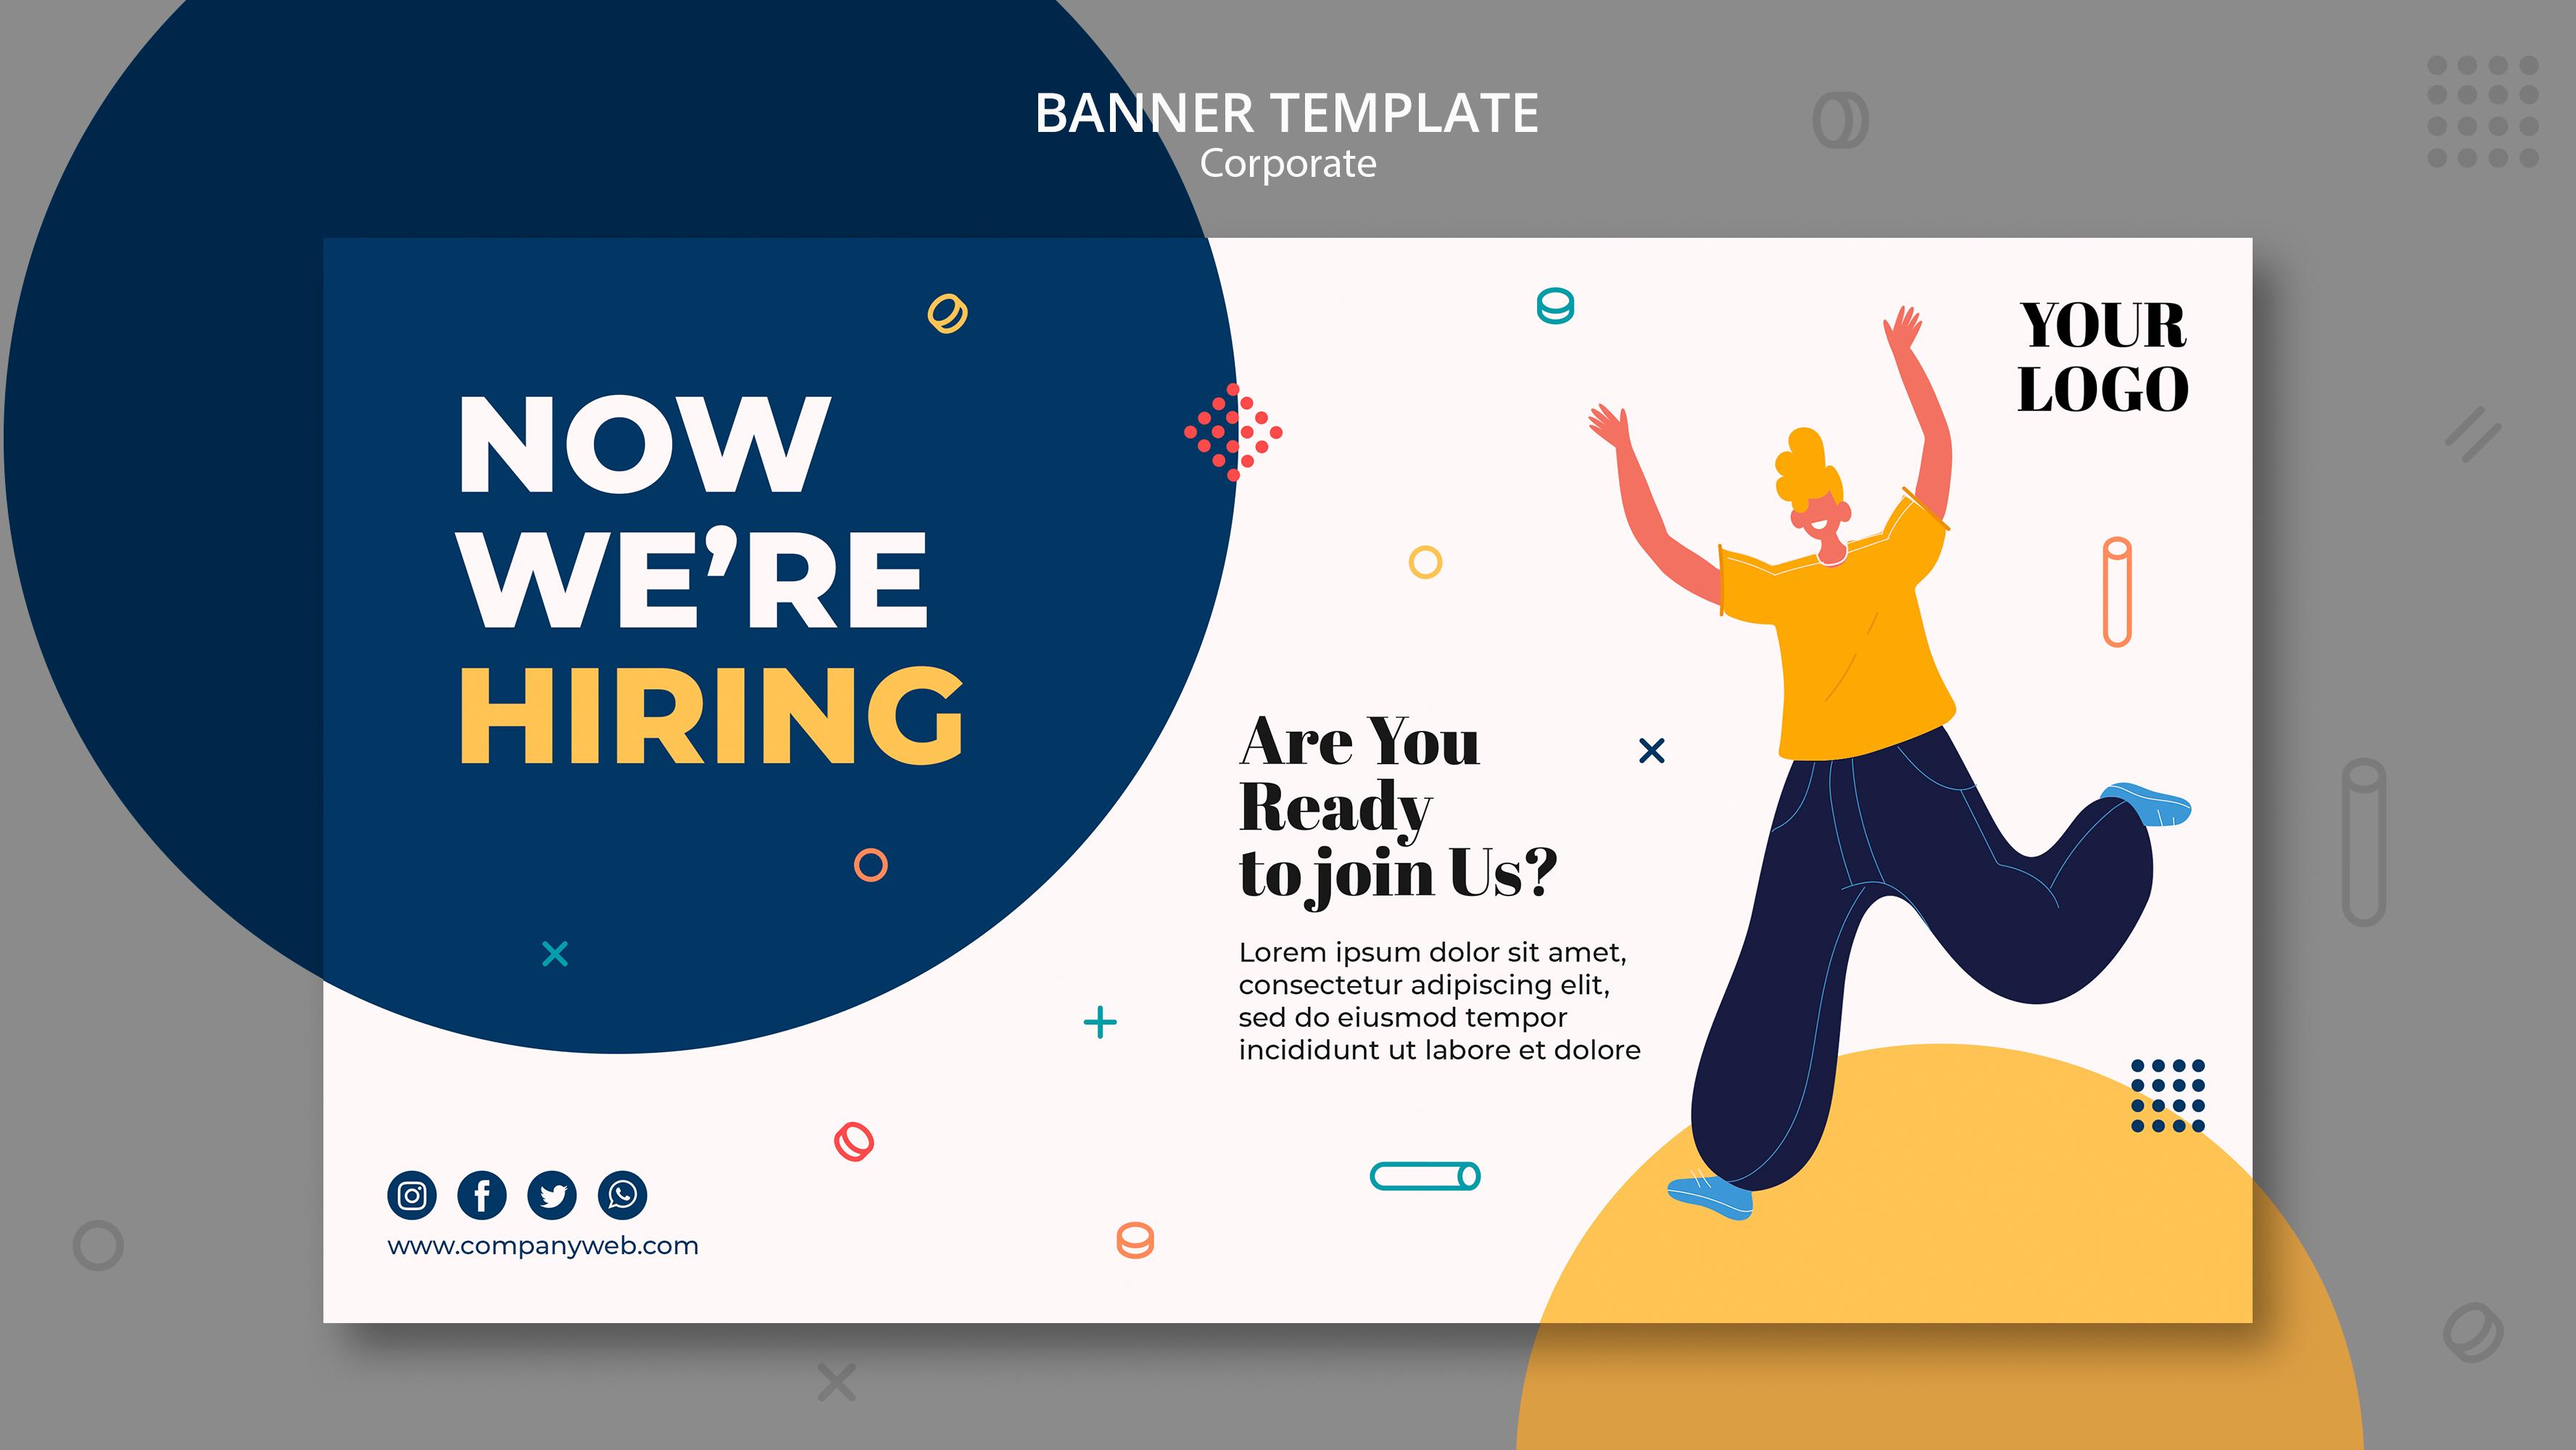 BANNER TEMPLATE
Corporate
NOW
WE’RE
HIRING
YOUR
LOGO
Are You
Ready
to join Us?
Lorem ipsum dolor sit amet,
consectetur adipiscing elit,
sed do eiusmod tempor
incididunt ut labore et dolore
www.companyweb.com